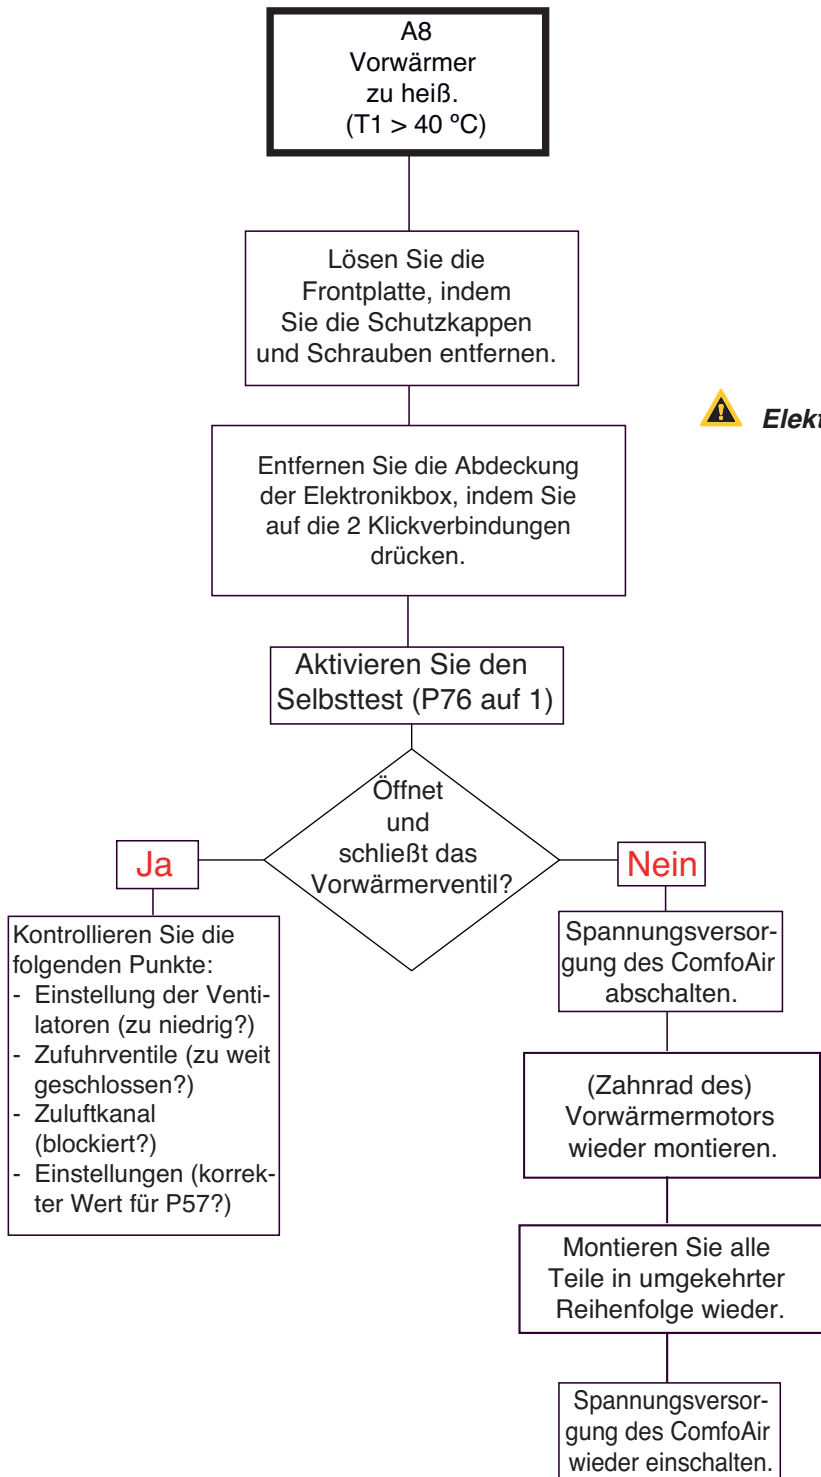 A8
Vorwärmer
zu heiß.
(T1 > 40 ºC)
Lösen Sie die
Frontplatte, indem
Sie die Schutzkappen
und Schrauben entfernen.
Elekt
Entfernen Sie die Abdeckung
der Elektronikbox, indem Sie
auf die 2 Klickverbindungen
drücken.
Aktivieren Sie den
Selbsttest (P76 auf 1)
Öffnet
und
schließt das
Vorwärmerventil?
Ja
Kontrollieren Sie die
folgenden Punkte:
- Einstellung der Venti-
latoren (zu niedrig?)
- Zufuhrventile (zu weit
geschlossen?)
- Zuluftkanal
(blockiert?)
- Einstellungen (korrek-
ter Wert für P57?)
Nein
Spannungsversor-
gung des ComfoAir
abschalten.
(Zahnrad des)
Vorwärmermotors
wieder montieren.
Montieren Sie alle
Teile in umgekehrter
Reihenfolge wieder.
Spannungsversor-
gung des ComfoAir
wieder einschalten.